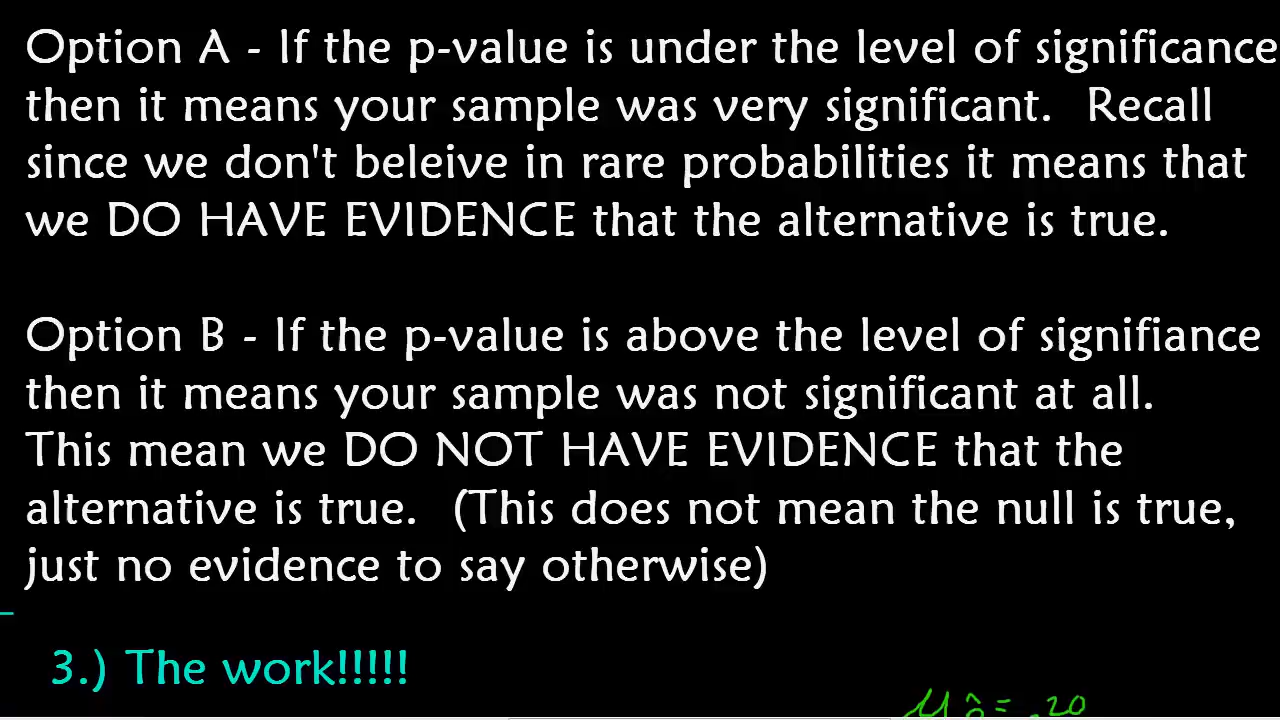 Option A - If the p-value is under the level of significance
then it means your sample was very significant.  Recall
since we don't beleive in rare probabilities it means that
we DO HAVE EVIDENCE that the alternative is true.
Option B - If the p-value is above the level of signifiance
then it means your sample was not significant at all.
This mean we DO NOT HAVE EVIDENCE that the
alternative is true.  (This does not mean the null is true,
just no evidence to say otherwise)
3.) The work!!!!!
= .20